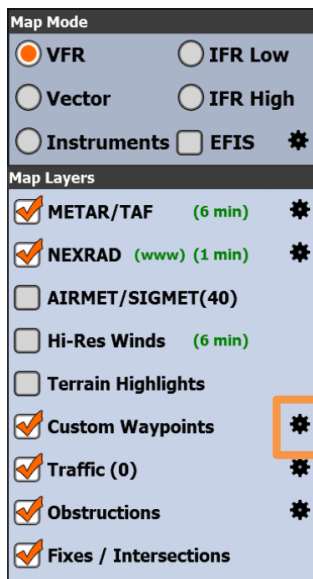 Map Mode
VFR IFR Low
Vector IFR High
Instruments EFIS
Map Layers
METAR/TAF (6 min)
NEXRAD (www) (1 min)
AIRMET/SIGMET(40)
Hi-Res Winds (6 min)
Terrain Highlights
Custom Waypoints
Traffic (0)
Obstructions
Fixes / Intersections